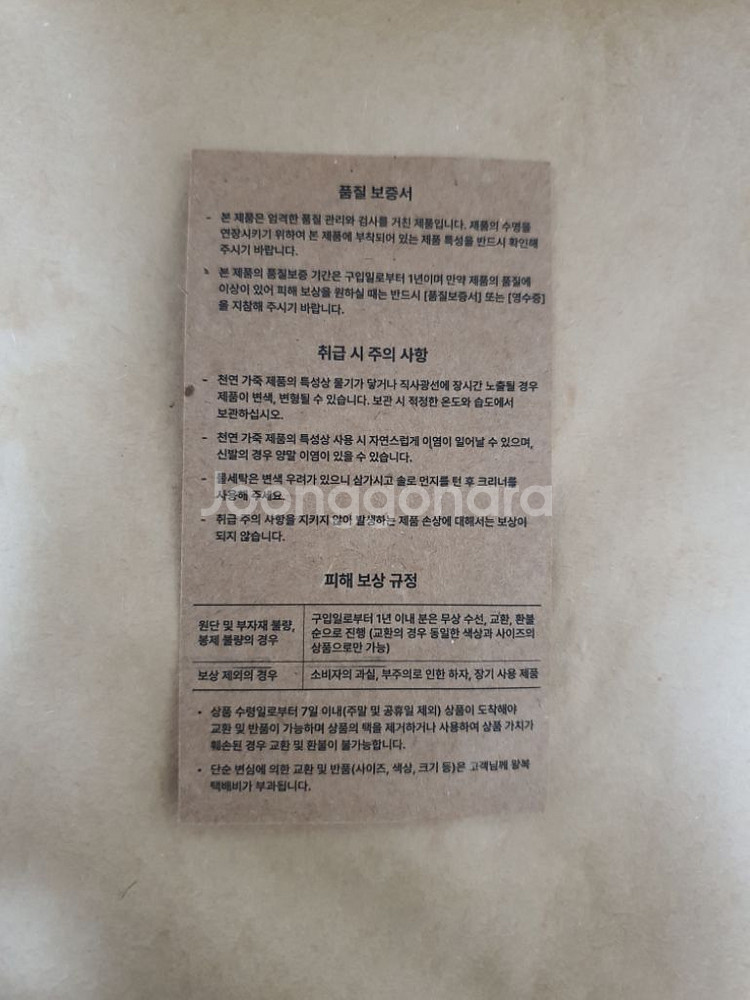 품질 보증서
- 본 제품은 엄격한 품질 관리와 검사를 거친 제품입니다. 제품의 수명을
연장시키기 위하여 본 제품에 부착되어 있는 제품 특성을 반드시 확인해
주시기 바랍니다.
- 본 제품의 품질보증 기간은 구입일로부터 1년이며 만약 제품의 품질에
이상이 있어 피해 보상을 원하실 때는 반드시 [품질보증서] 또는 [영수증]
을 지참해 주시기 바랍니다.
취급 시 주의 사항
- 천연 가죽 제품의 특성상 물기가 닿거나 직사광선에 장시간 노출될 경우
제품이 변색, 변형될 수 있습니다. 보관 시 적정한 온도와 습도에서
보관하십시오.
- 천연 가죽 제품의 특성상 사용 시 자연스럽게 이염이 일어날 수 있으며,
신발의 경우 양말 이염이 있을 수 있습니다.
- 물세탁은 변색 우려가 있으니 삼가시고 솔로 먼지를 턴 후 크리너를
사용해 주세요.
Joonggonara
- 취급 주의 사항을 지키지 않아 발생하는 제품 손상에 대해서는 보상이
되지 않습니다.
피해 보상 규정
원단 및 부자재 불량,
봉제 불량의 경우
구입일로부터 1년 이내 분은 무상 수선, 교환, 환불
순으로 진행 (교환의 경우 동일한 색상과 사이즈의
상품으로만 가능)
보상 제외의 경우
소비자의 과실, 부주의로 인한 하자, 장기 사용 제품
• 상품 수령일로부터 7일 이내(주말 및 공휴일 제외) 상품이 도착해야
교환 및 반품이 가능하며 상품의 택을 제거하거나 사용하여 상품 가치가
훼손된 경우 교환 및 환불이 불가능합니다.
• 단순 변심에 의한 교환 및 반품(사이즈, 색상, 크기 등)은 고객님께 왕복
택배비가 부과됩니다.